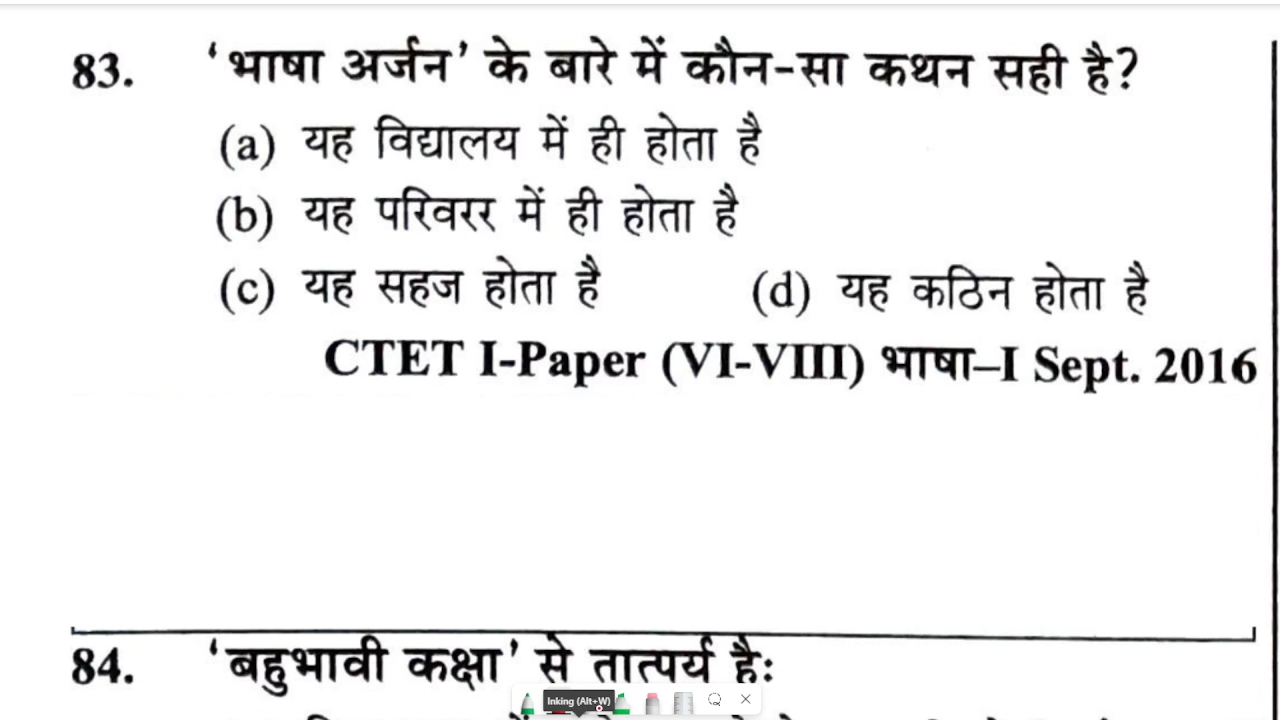 83. 'भाषा अर्जन' के बारे में कौन-सा कथन सही है?
(a) यह विद्यालय में ही होता है
(b) यह परिवरर में ही होता है
(c) यह सहज होता है (d) यह कठिन होता है
CTET I-Paper (VI-VIII) भाषा–I Sept. 2016
84. 'बहुभावी कक्षा' से तात्पर्य है:
Inking (Alt+W)